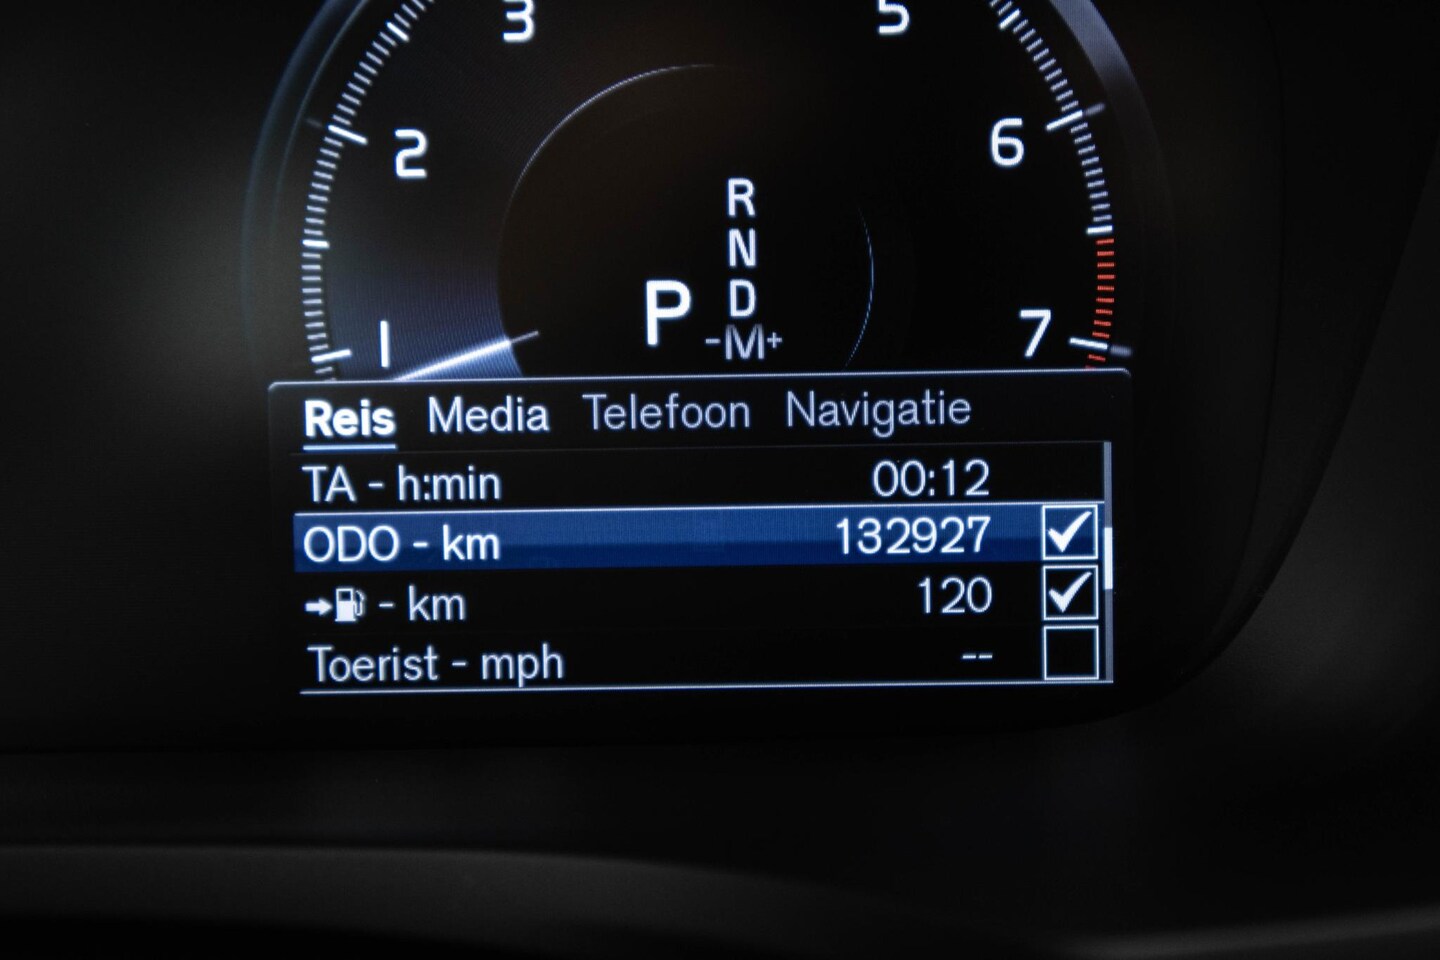 3 5
2 6
R
N
P D
-M+
1 7
Reis Media Telefoon Navigatie
TA - h:min 00:12
ODO - km 132927
- km 120
Toerist - mph --